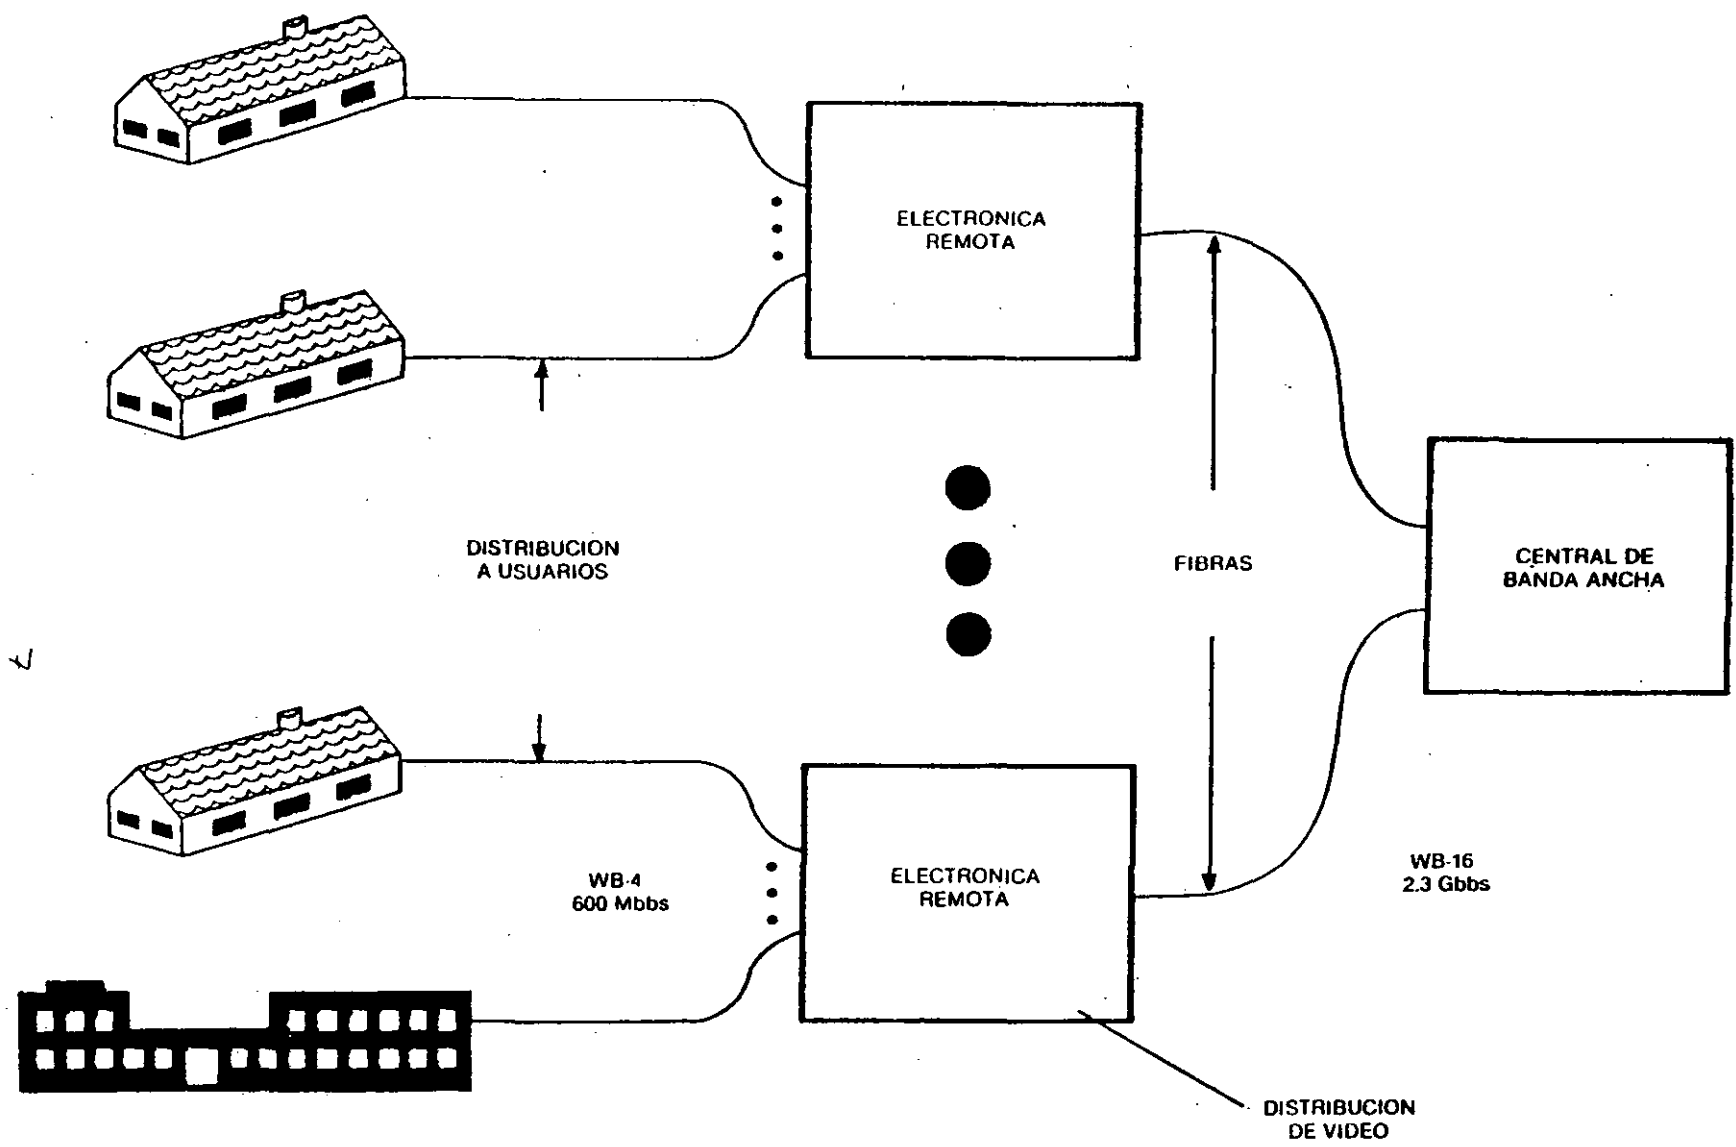 ELECTRONICA
REMOTA
DISTRIBUCION
A USUARIOS
FIBRAS
CENTRAL DE
BANDA ANCHA
WB-4
600 Mbbs
ELECTRONICA
REMOTA
WB-16
2.3 Gbbs
DISTRIBUCION
DE VIDEO